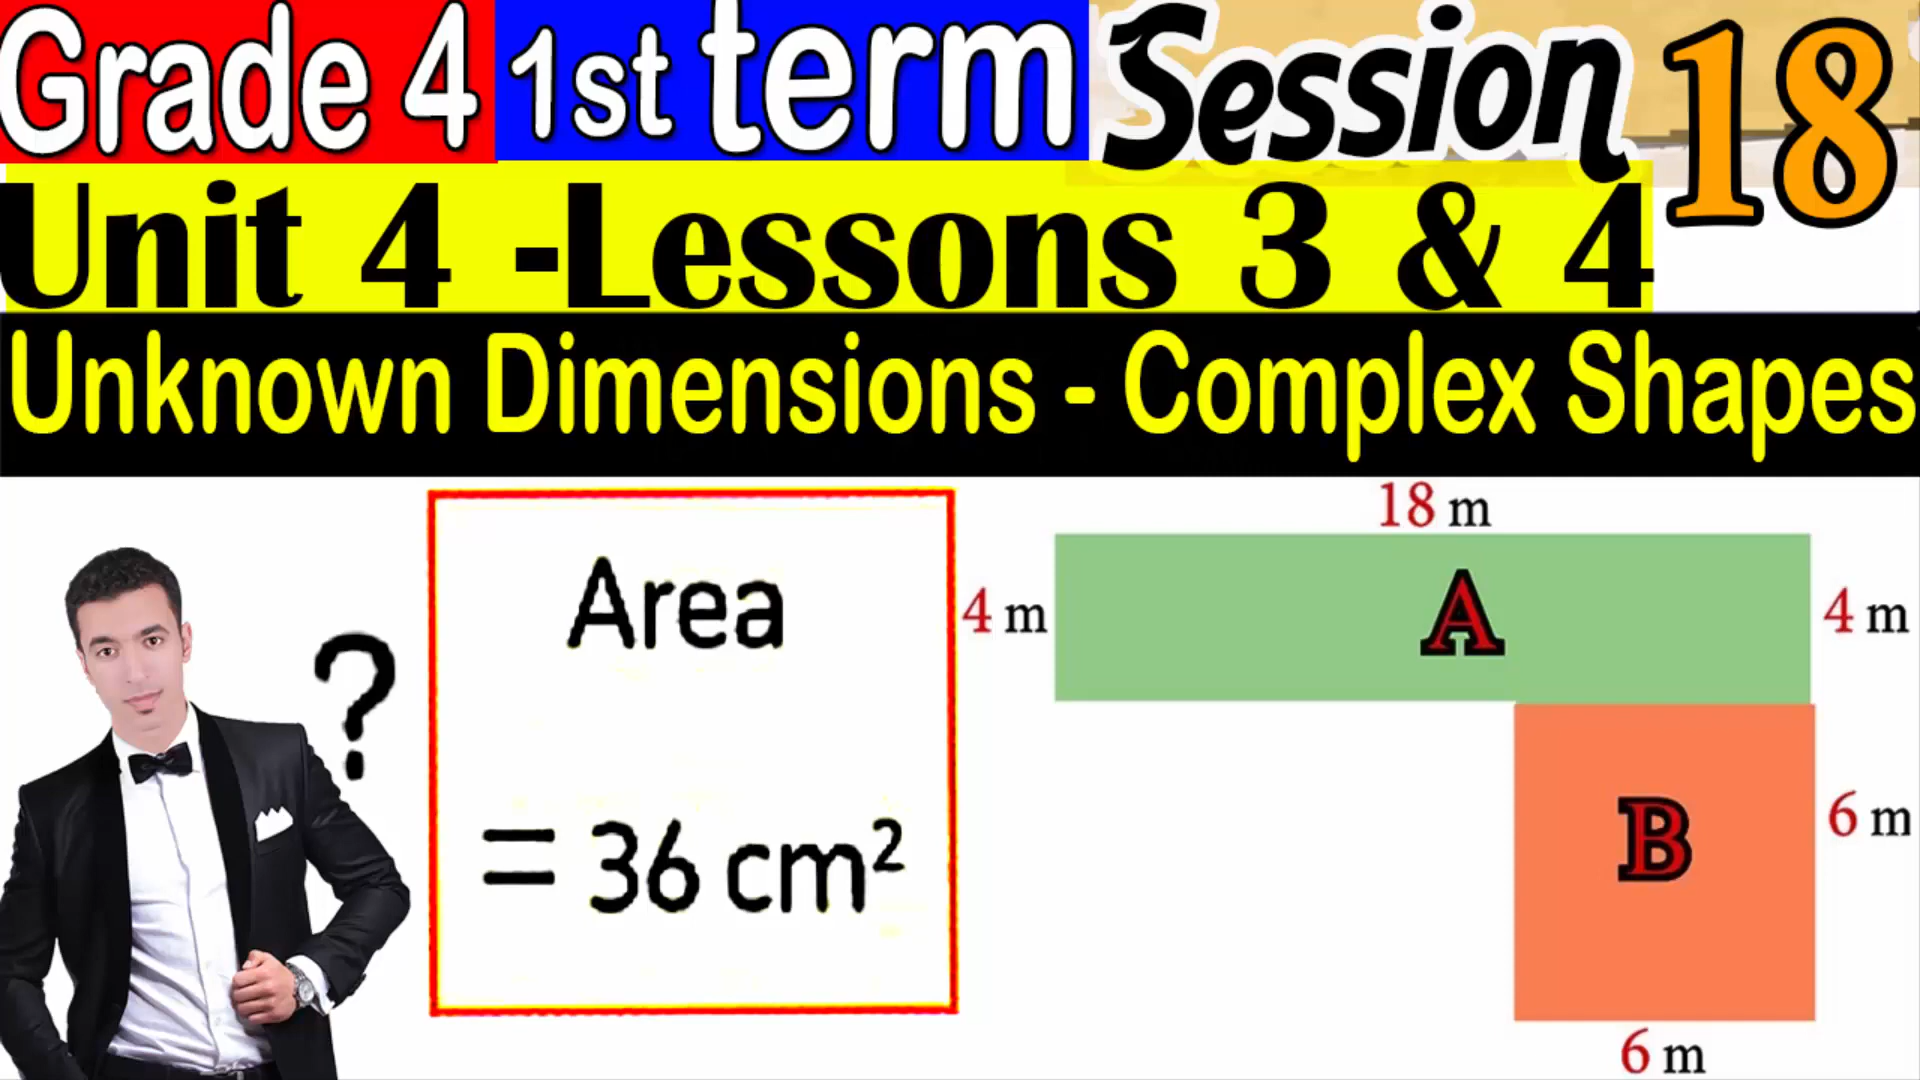 Grade 4 1st term Session 18
Unit 4 -Lessons 3 & 4
Unknown Dimensions - Complex Shapes
?
Area
= 36 cm²
18 m
4 m
A
4 m
B
6 m
6 m